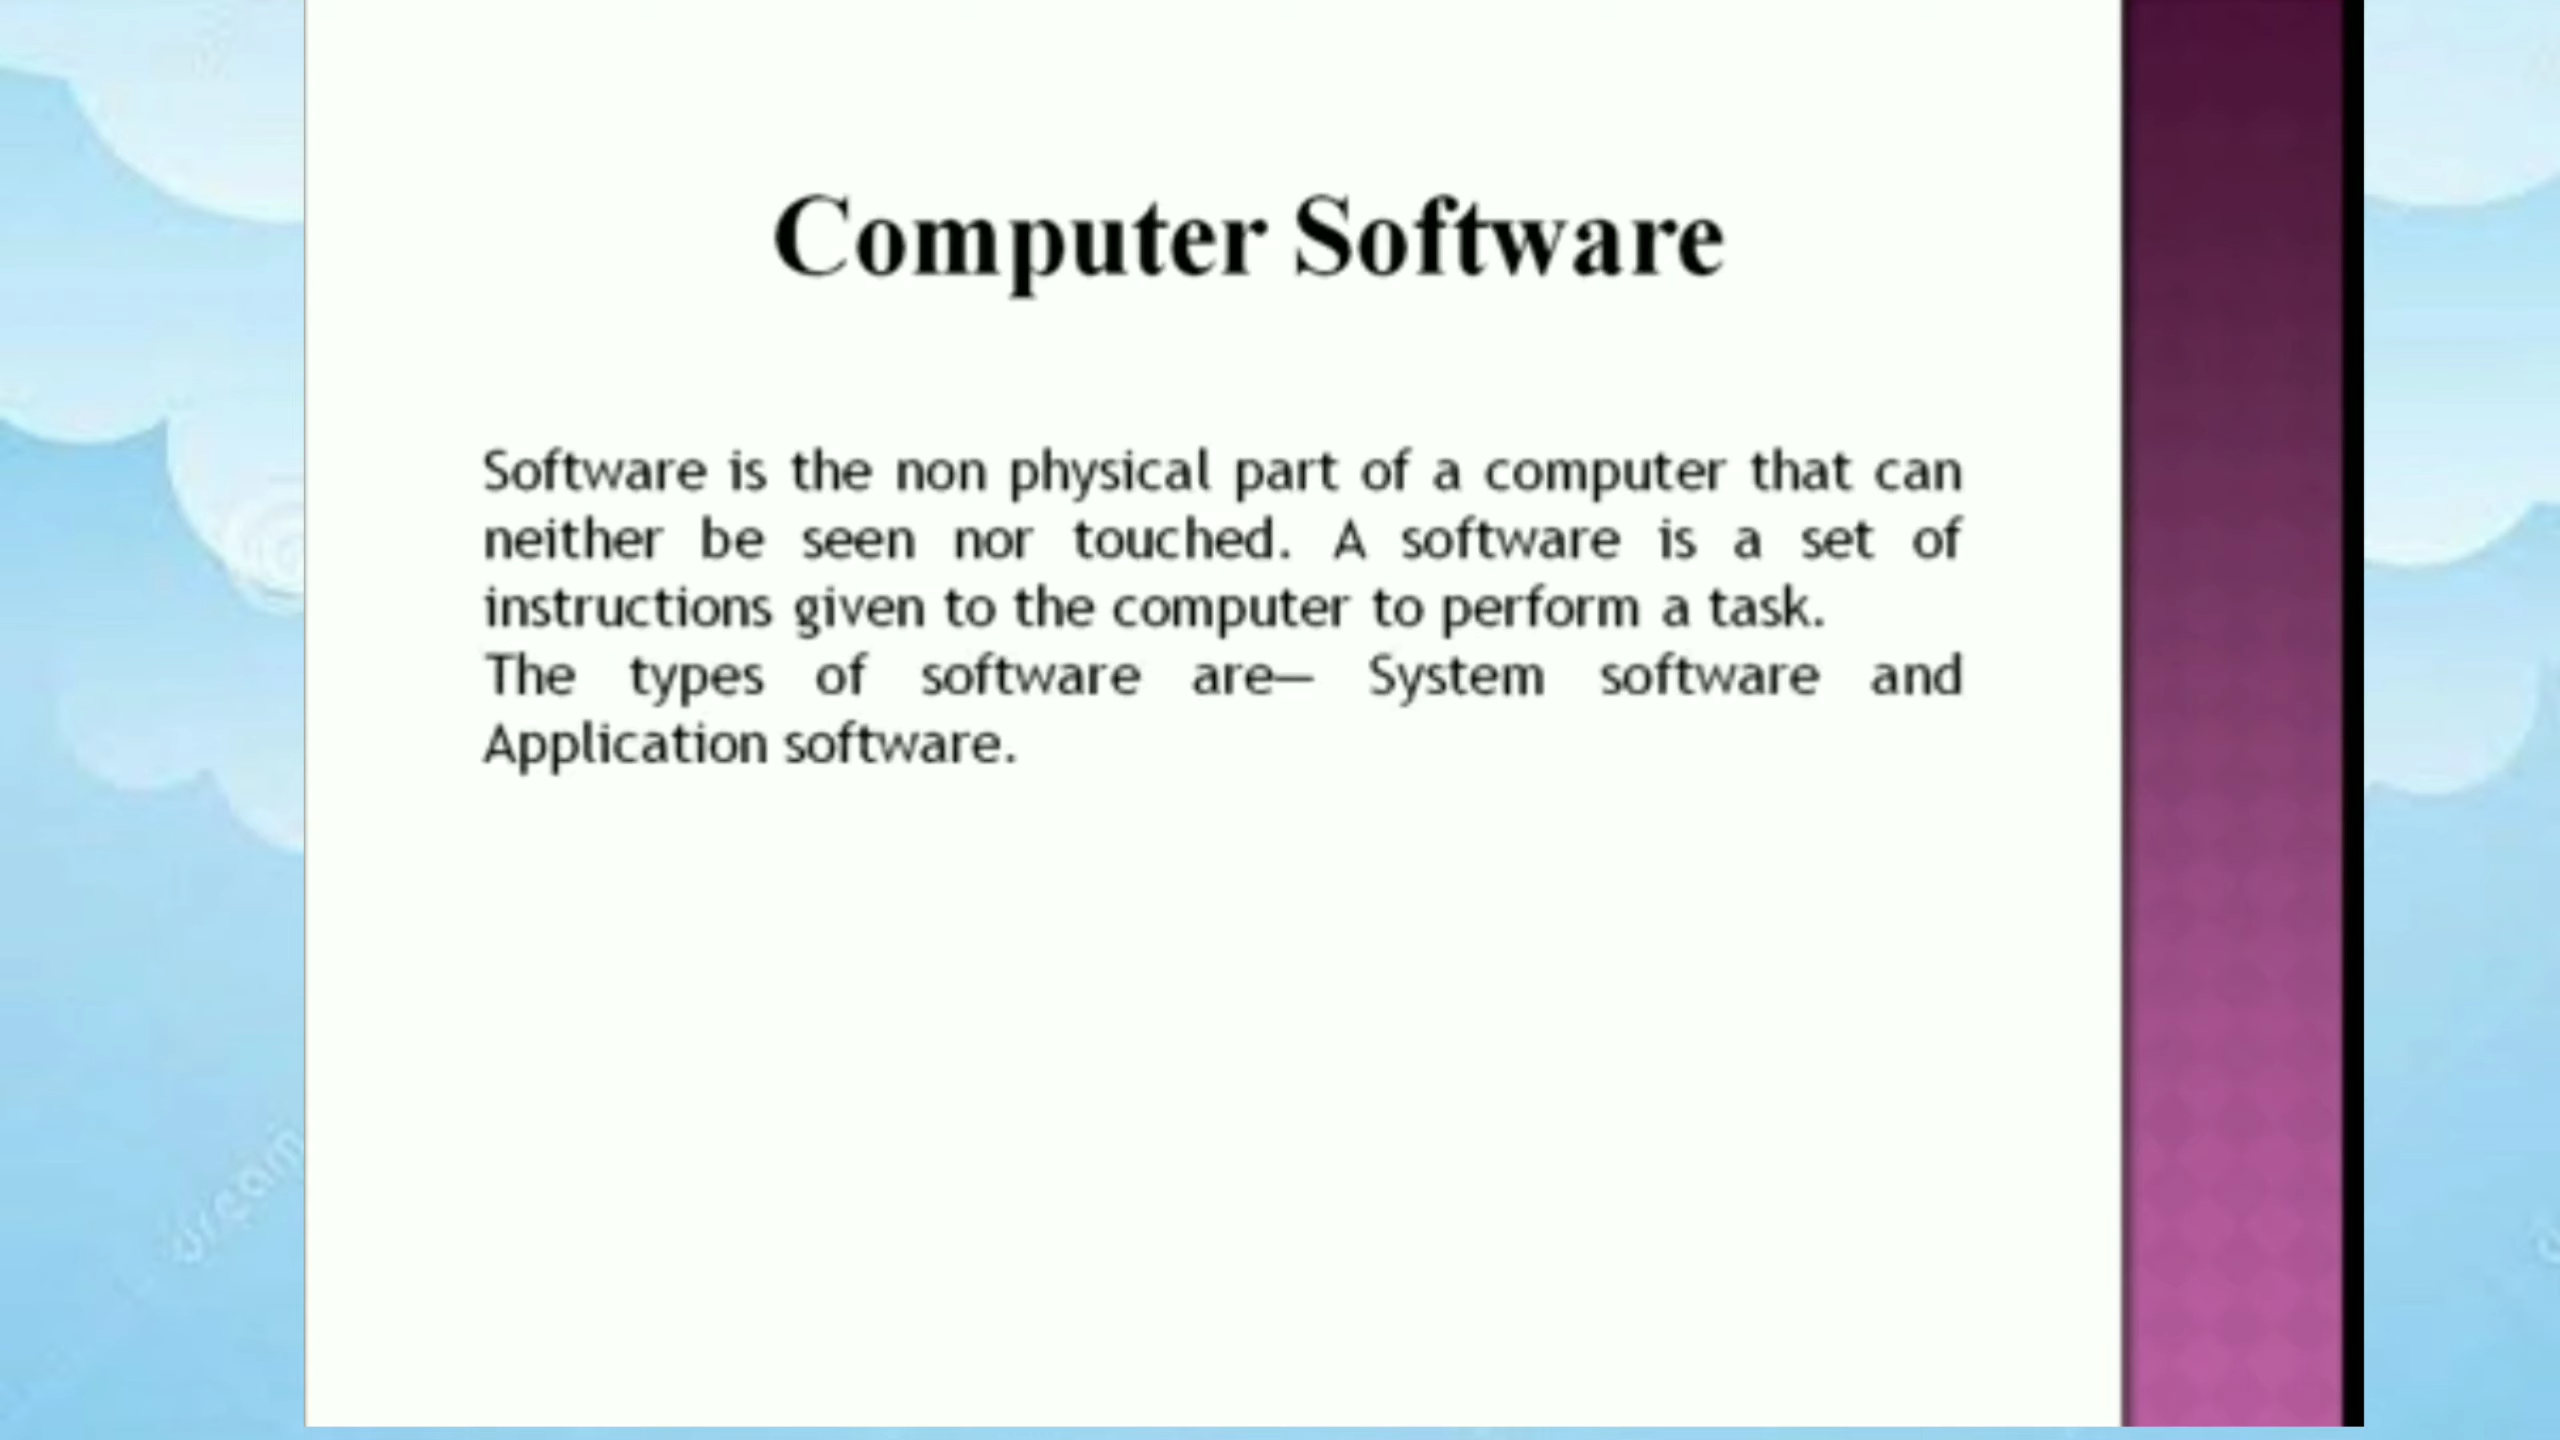 Computer Software
Software is the non physical part of a computer that can
neither be seen nor touched. A software is a set of
instructions given to the computer to perform a task.
The types of software are— System software and
Application software.
dream